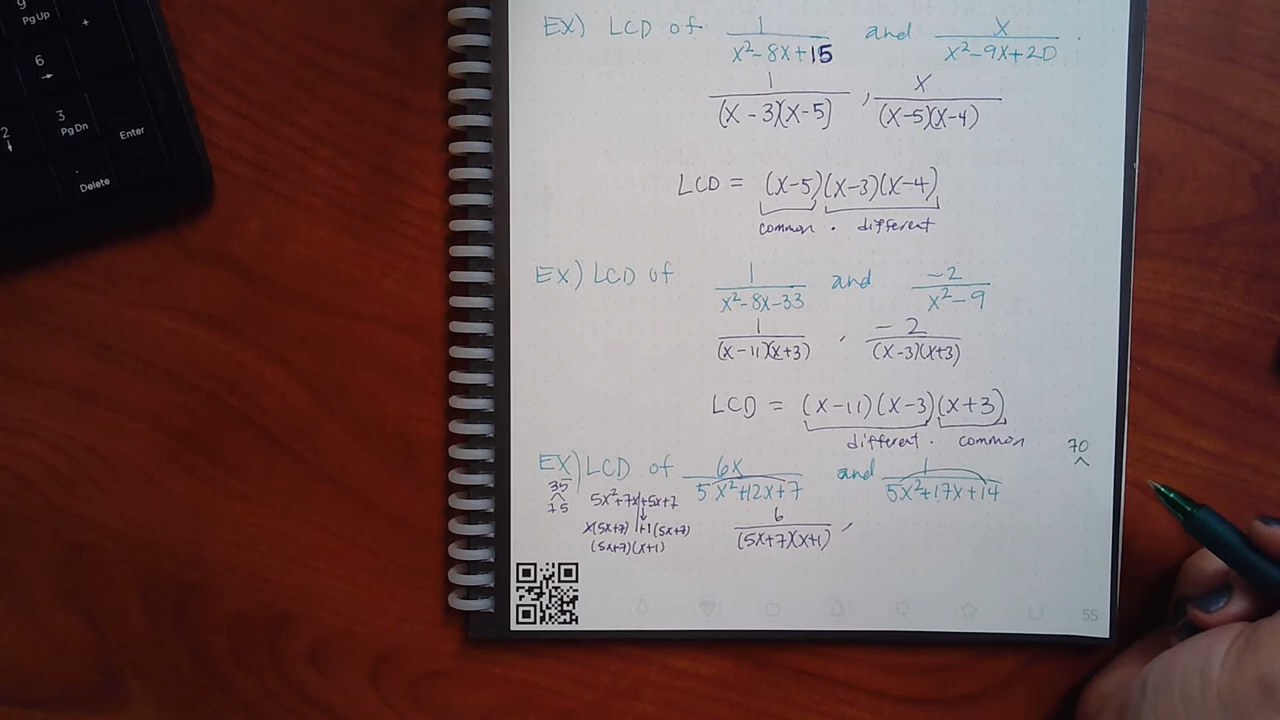 9
PgUp
+
6
→
3
PgDn
2
↓
Enter
Delete
EX) LCD of 1/(x²-8x+15) and x/(x²-9x+20).
1/((x-3)(x-5)), x/((x-5)(x-4))
LCD = (x-5)(x-3)(x-4)
common · different
EX) LCD of 1/(x²-8x-33) and -2/(x²-9)
1/((x-11)(x+3)), -2/((x-3)(x+3))
LCD = (x-11)(x-3)(x+3)
different · common
70
^
EX) LCD of 6x/(5x²+12x+7) and 1/(5x²+17x+14)
35
^
75
5x²+7x+5x+7
x(5x+7) +1(5x+7)
(5x+7)(x+1)
6/((5x+7)(x+1)),
55